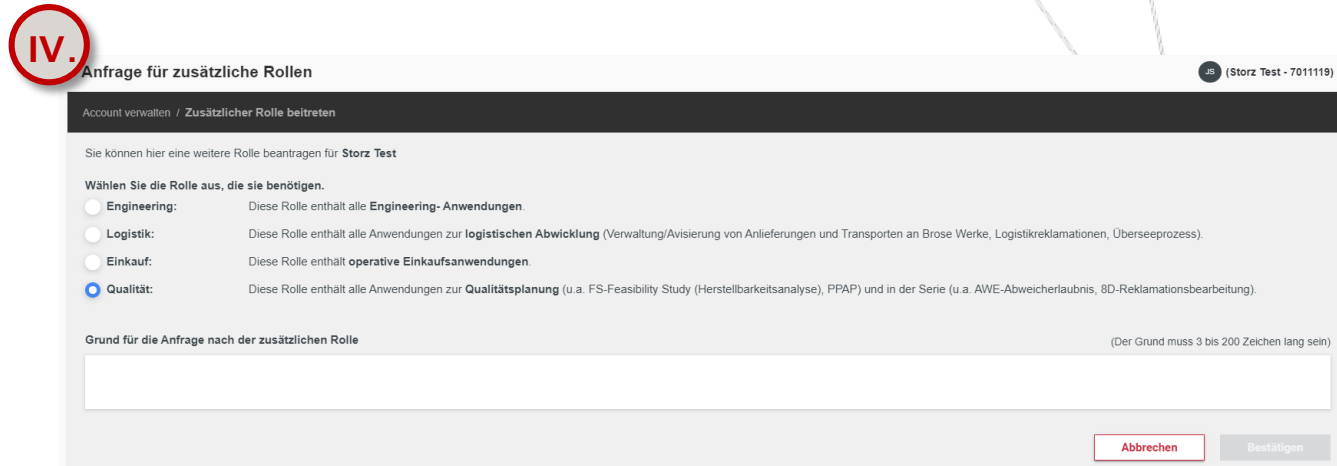 IV.
Anfrage für zusätzliche Rollen
JS (Storz Test - 7011119)
Account verwalten / Zusätzlicher Rolle beitreten
Sie können hier eine weitere Rolle beantragen für Storz Test
Wählen Sie die Rolle aus, die sie benötigen.
Engineering: Diese Rolle enthält alle Engineering- Anwendungen.
Logistik: Diese Rolle enthält alle Anwendungen zur logistischen Abwicklung (Verwaltung/Avisierung von Anlieferungen und Transporten an Brose Werke, Logistikreklamationen, Überseeprozess).
Einkauf: Diese Rolle enthält operative Einkaufsanwendungen.
Qualität: Diese Rolle enthält alle Anwendungen zur Qualitätsplanung (u.a. FS-Feasibility Study (Herstellbarkeitsanalyse), PPAP) und in der Serie (u.a. AWE-Abweicherlaubnis, 8D-Reklamationsbearbeitung).
Grund für die Anfrage nach der zusätzlichen Rolle (Der Grund muss 3 bis 200 Zeichen lang sein)
Abbrechen Bestätigen